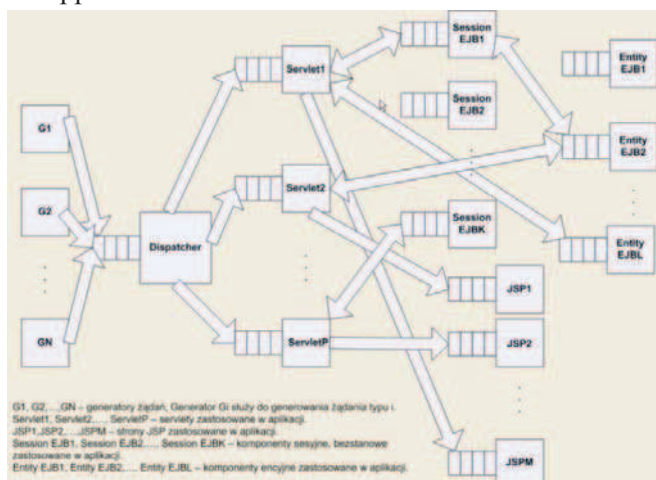 Session
EJB1
Servlet1
Entity
EJB1
Session
EJB2
G1
Entity
EJB2
Servlet2
G2
Dispatcher
Session
EJBK
Entity
EJBL
JSP1
GN
ServletP
JSP2
G1, G2,....GN – generatory żądań, Generator Gi służy do generowania żądania typu i.
Servlet1, Servlet2,.... ServletP – servlety zastosowane w aplikacji.
JSP1,JSP2,....JSPM – strony JSP zastosowane w aplikacji.
Session EJB1, Session EJB2,.... Session EJBK – komponenty sesyjne, bezstanowe
zastosowane w aplikacji.
Entity EJB1, Entity EJB2,.... Entity EJBL – komponenty encyjne zastosowane w aplikacji.
JSPM